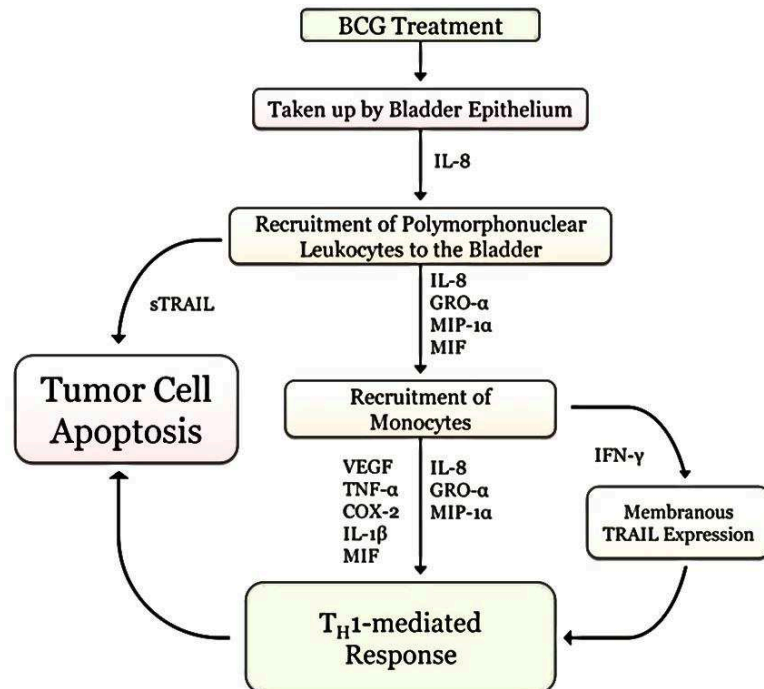 BCG Treatment
Taken up by Bladder Epithelium
IL-8
Recruitment of Polymorphonuclear
Leukocytes to the Bladder
sTRAIL
IL-8
GRO-α
MIP-1α
MIF
Tumor Cell
Apoptosis
Recruitment of
Monocytes
IFN-γ
VEGF
TNF-α
COX-2
IL-1β
MIF
IL-8
GRO-α
MIP-1α
Membranous
TRAIL Expression
TH1-mediated
Response